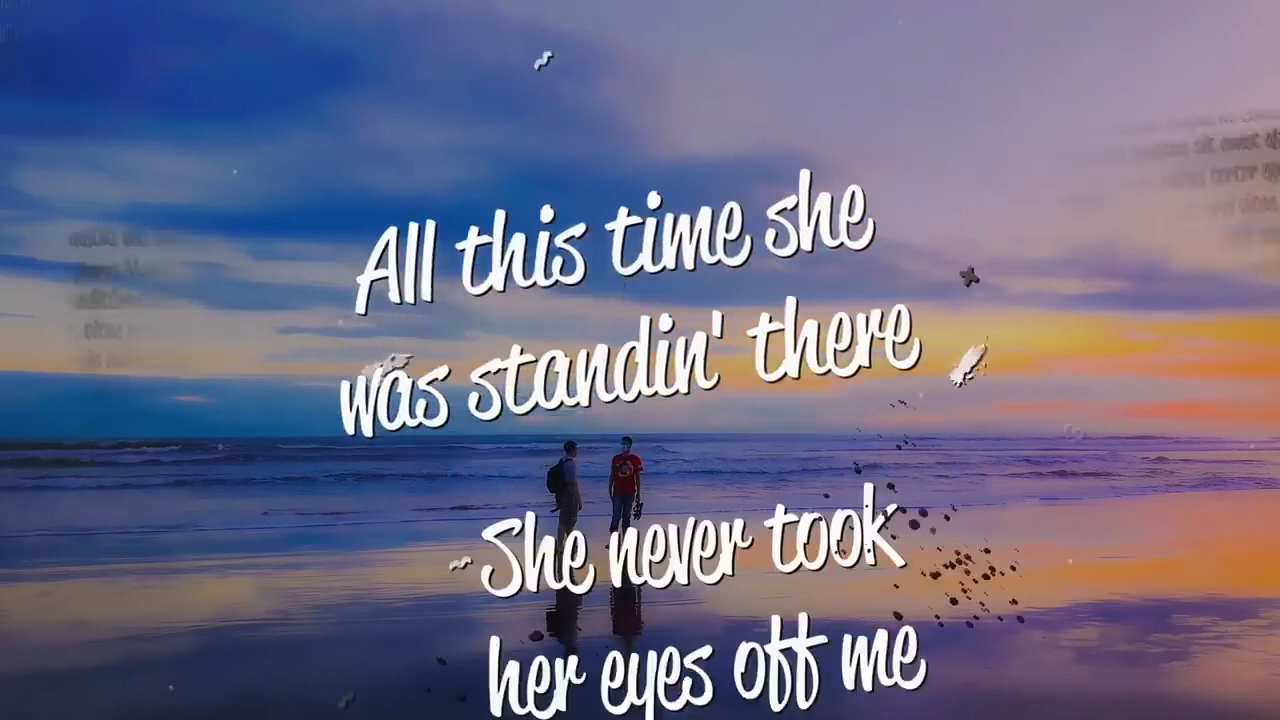 All this time she
was standin' there
She never took
her eyes off me